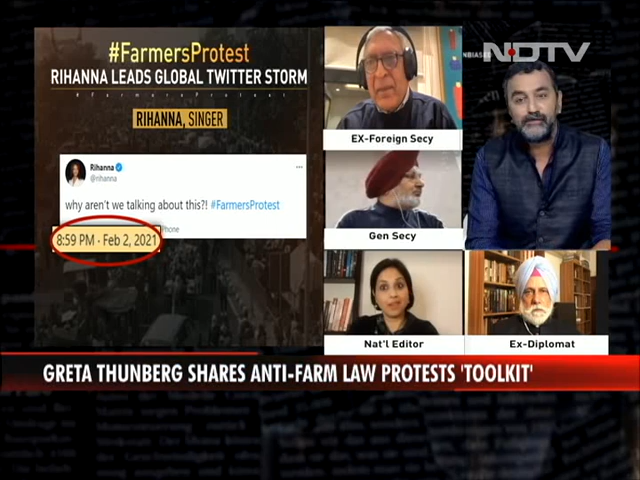 #FarmersProtest
RIHANNA LEADS GLOBAL TWITTER STORM
#FarmersProtest
RIHANNA, SINGER
Rihanna
@rihanna
why aren't we talking about this?! #FarmersProtest
Phone
8:59 PM · Feb 2, 2021
NDTV
EX-Foreign Secy
Gen Secy
Nat'l Editor
Ex-Diplomat
GRETA THUNBERG SHARES ANTI-FARM LAW PROTESTS 'TOOLKIT'